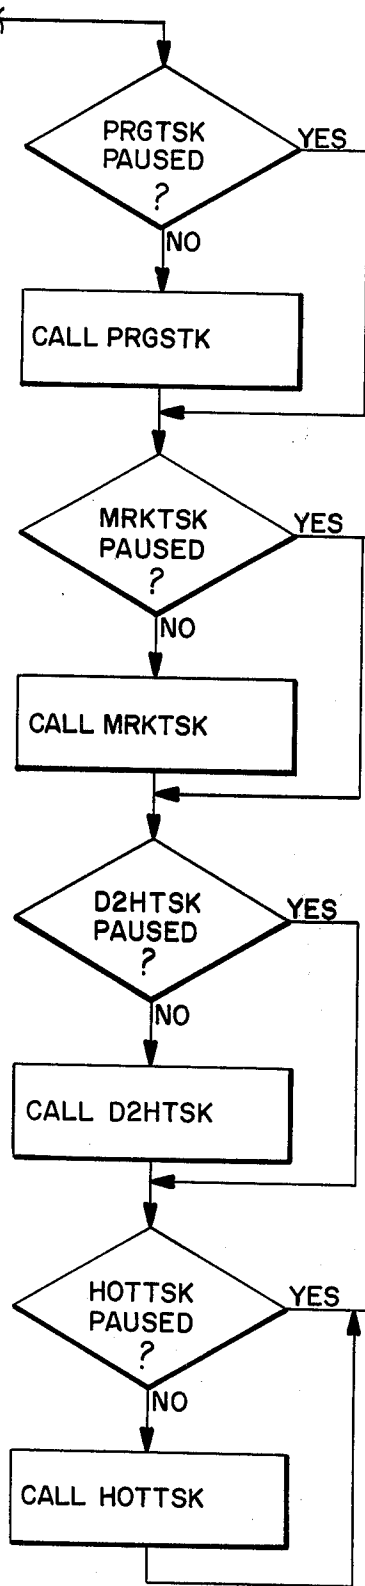 PRGTSK
PAUSED
?
YES
NO
CALL PRGSTK
MRKTSK
PAUSED
?
YES
NO
CALL MRKTSK
D2HTSK
PAUSED
?
YES
NO
CALL D2HTSK
HOTTSK
PAUSED
?
YES
NO
CALL HOTTSK